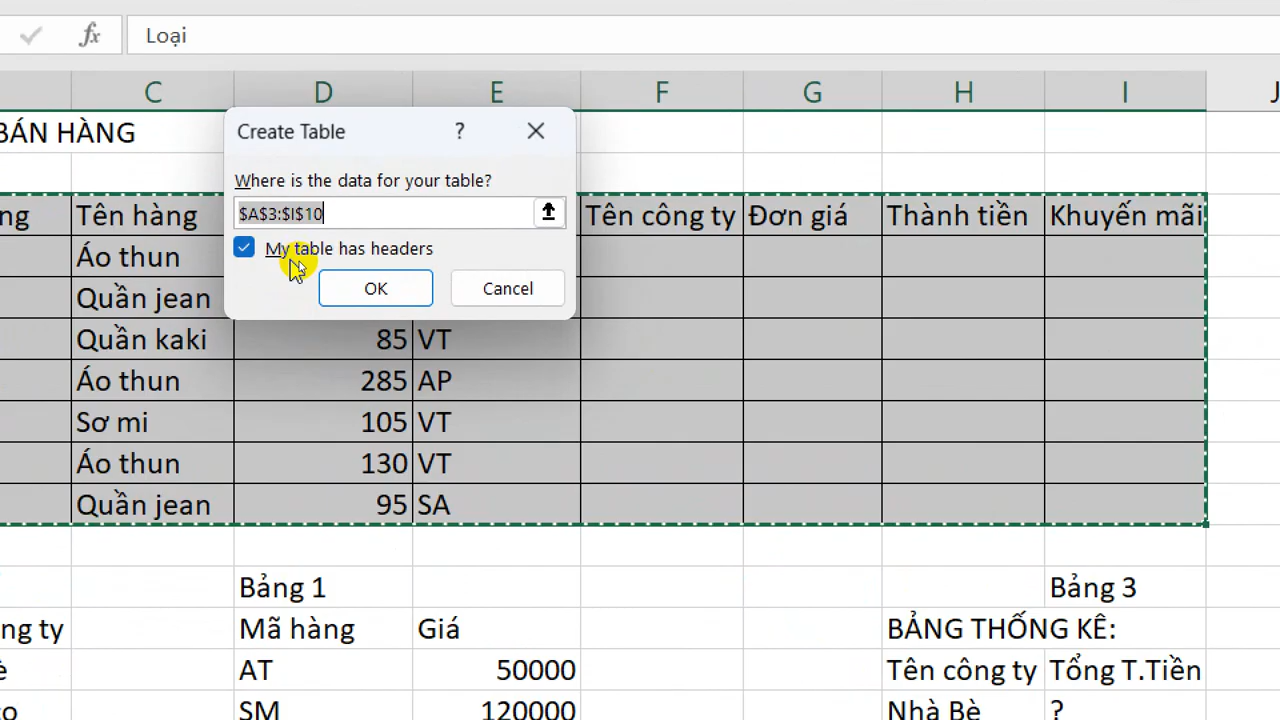 fx Loại
C D E F G H I J
BÁN HÀNG
Create Table ? 
Where is the data for your table?
$A$3:$I$10
My table has headers
OK Cancel
ng Tên hàng Tên công ty Đơn giá Thành tiền Khuyến mãi
Áo thun
Quần jean
Quần kaki 85 VT
Áo thun 285 AP
Sơ mi 105 VT
Áo thun 130 VT
Quần jean 95 SA
Bảng 1 Bảng 3
ng ty Mã hàng Giá BẢNG THỐNG KÊ:
è AT 50000 Tên công ty Tổng T.Tiền
co SM 120000 Nhà Bè ?